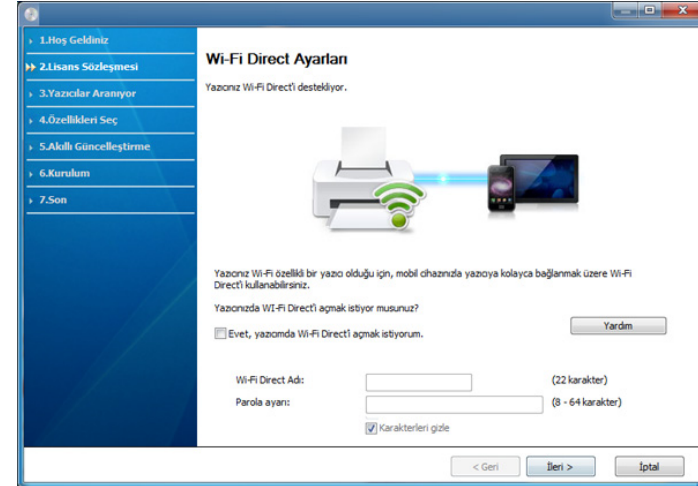 1.Hoş Geldiniz
2.Lisans Sözleşmesi
3.Yazıcılar Aranıyor
4.Özellikleri Seç
5.Akıllı Güncelleştirme
6.Kurulum
7.Son
Wi-Fi Direct Ayarları
Yazıcınız Wi-Fi Direct'i destekliyor.
Yazıcınız Wi-Fi özellikli bir yazıcı olduğu için, mobil cihazınızla yazıcıya kolayca bağlanmak üzere Wi-Fi
Direct'i kullanabilirsiniz.
Yazıcınızda WI-Fi Direct'i açmak istiyor musunuz?
Yardım
Evet, yazıcımda Wi-Fi Direct'i açmak istiyorum.
Wi-Fi Direct Adı: (22 karakter)
Parola ayarı: (8 - 64 karakter)
Karakterleri gizle
< Geri İleri > İptal